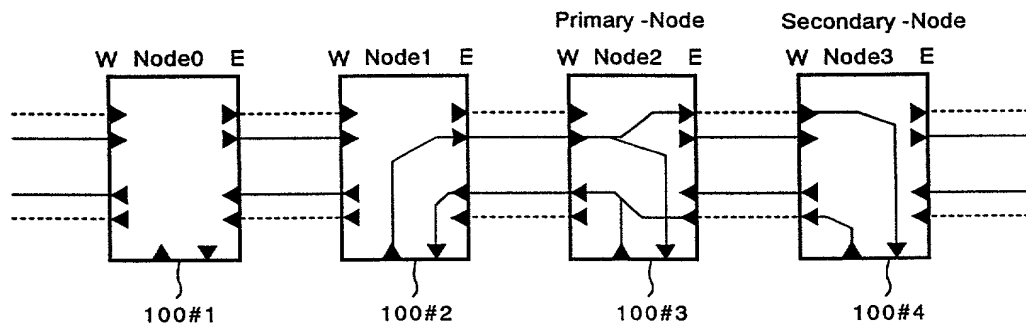 Primary -Node Secondary -Node
W Node0 E W Node1 E W Node2 E W Node3 E
100#1 100#2 100#3 100#4